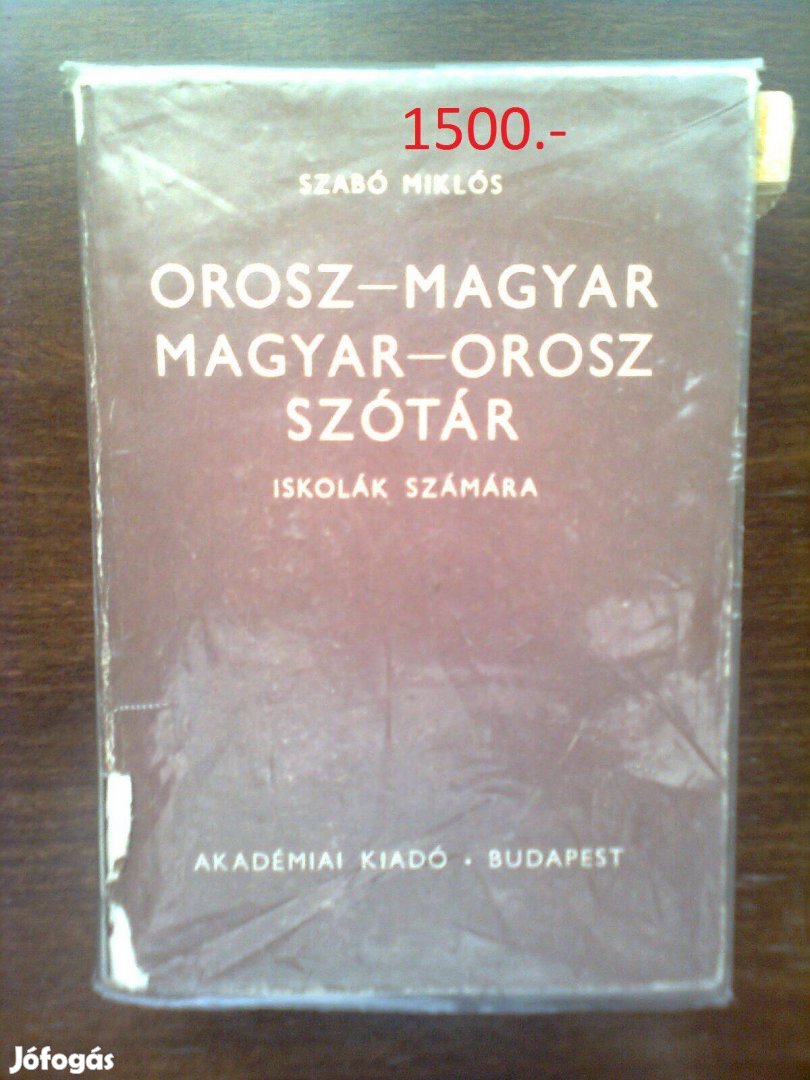 1500.-
SZABÓ MIKLÓS
OROSZ—MAGYAR
MAGYAR—OROSZ
SZÓTÁR
ISKOLÁK SZÁMÁRA
AKADÉMIAI KIADÓ • BUDAPEST
Jófogás